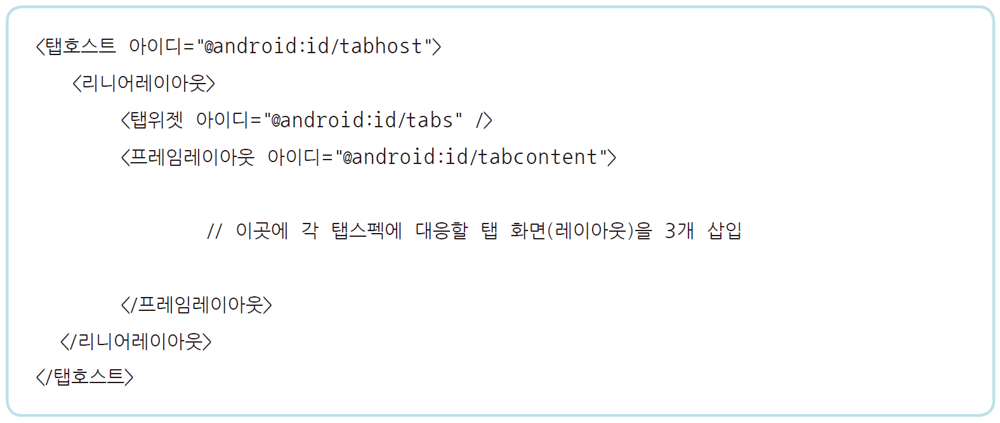 <탭호스트 아이디="@android:id/tabhost">
<리니어레이아웃>
<탭위젯 아이디="@android:id/tabs" />
<프레임레이아웃 아이디="@android:id/tabcontent">
// 이곳에 각 탭스펙에 대응할 탭 화면(레이아웃)을 3개 삽입
</프레임레이아웃>
</리니어레이아웃>
</탭호스트>